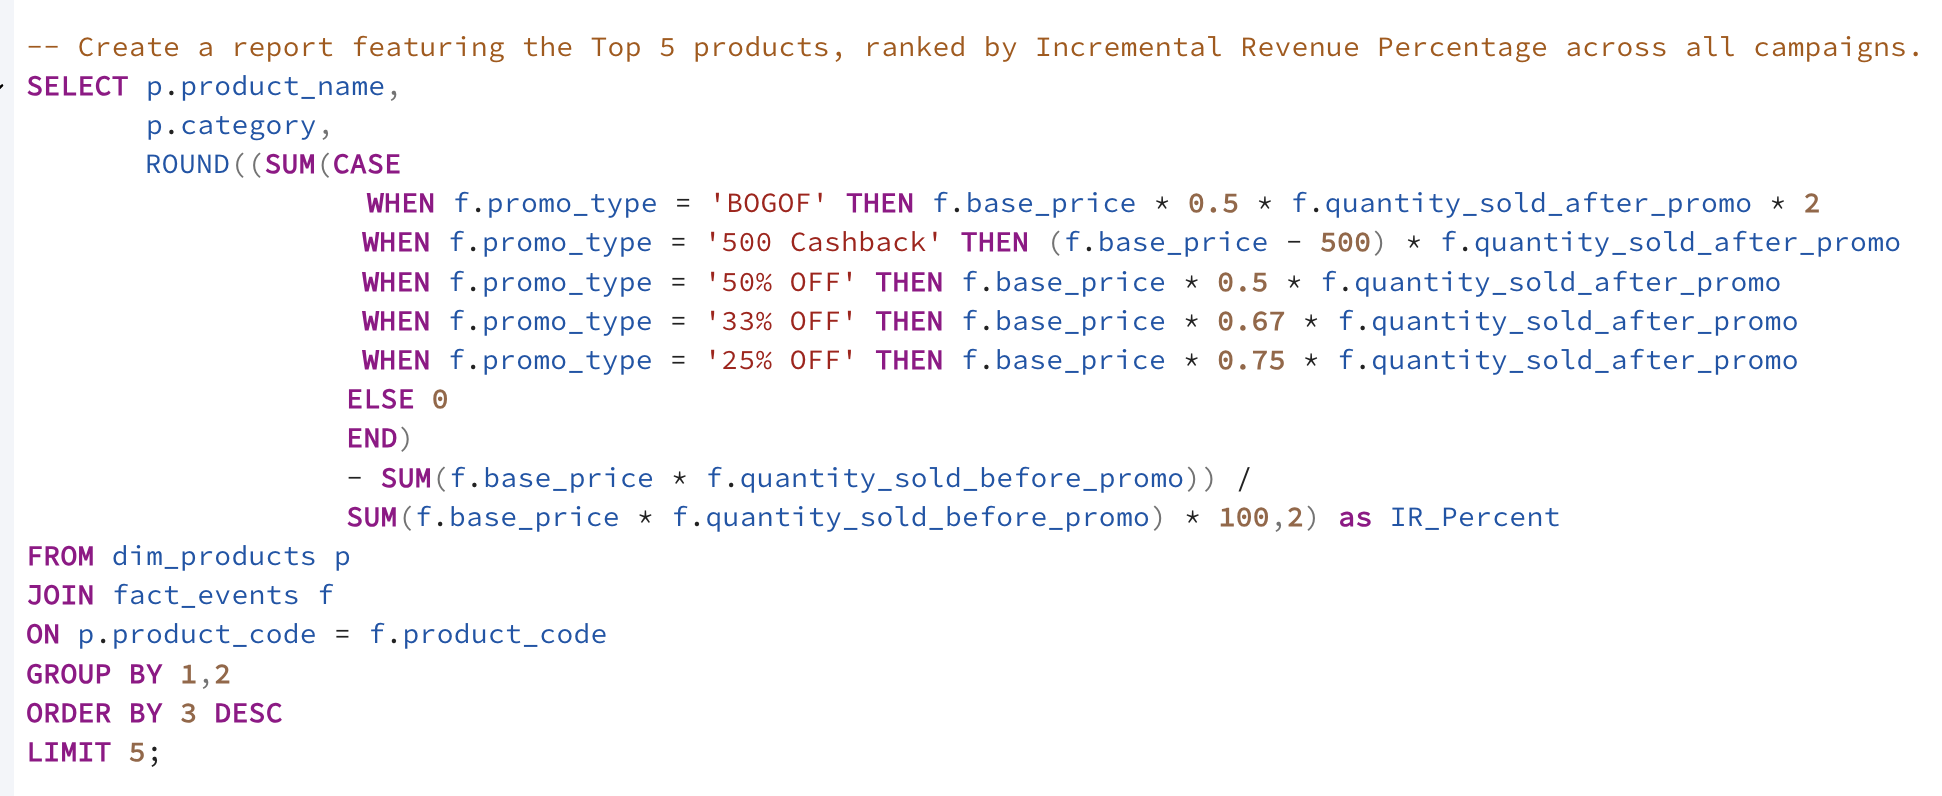 -- Create a report featuring the Top 5 products, ranked by Incremental Revenue Percentage across all campaigns.
SELECT p.product_name,
p.category,
ROUND((SUM(CASE
WHEN f.promo_type = 'BOGOF' THEN f.base_price * 0.5 * f.quantity_sold_after_promo * 2
WHEN f.promo_type = '500 Cashback' THEN (f.base_price - 500) * f.quantity_sold_after_promo
WHEN f.promo_type = '50% OFF' THEN f.base_price * 0.5 * f.quantity_sold_after_promo
WHEN f.promo_type = '33% OFF' THEN f.base_price * 0.67 * f.quantity_sold_after_promo
WHEN f.promo_type = '25% OFF' THEN f.base_price * 0.75 * f.quantity_sold_after_promo
ELSE 0
END)
- SUM(f.base_price * f.quantity_sold_before_promo)) /
SUM(f.base_price * f.quantity_sold_before_promo) * 100,2) as IR_Percent
FROM dim_products p
JOIN fact_events f
ON p.product_code = f.product_code
GROUP BY 1,2
ORDER BY 3 DESC
LIMIT 5;